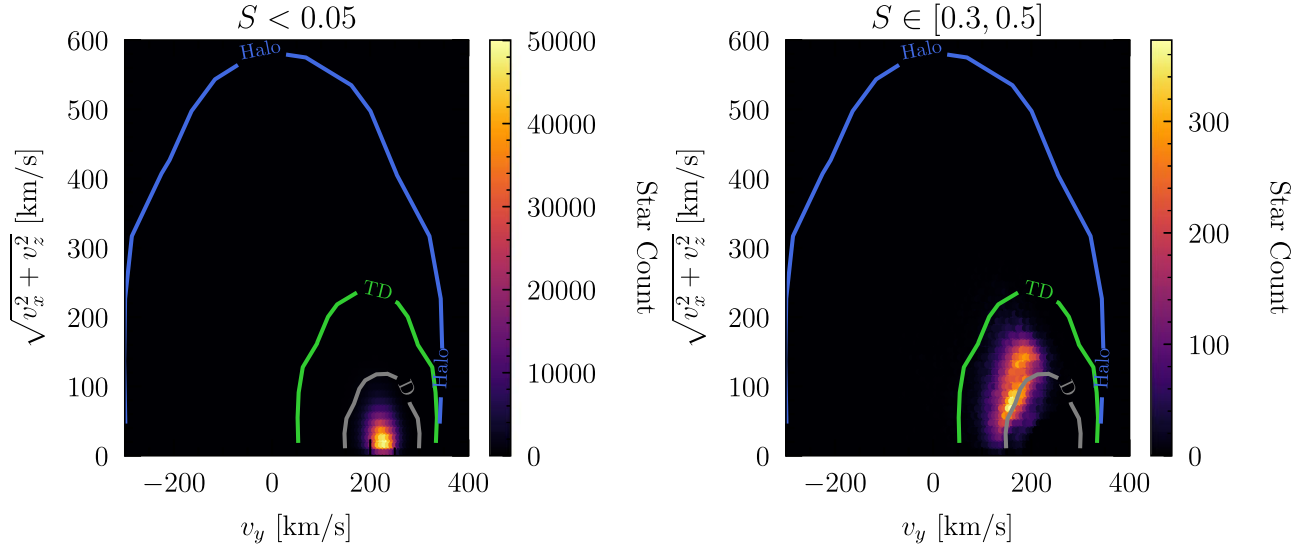 S < 0.05
600
500
400
300
200
100
0
−200
0
200
400
v_y [km/s]
√(v_x^2 + v_z^2) [km/s]
Halo
TD
D
Halo
50000
40000
30000
20000
10000
0
Star Count
S ∈ [0.3, 0.5]
600
500
400
300
200
100
0
−200
0
200
400
v_y [km/s]
√(v_x^2 + v_z^2) [km/s]
Halo
TD
D
Halo
300
200
100
0
Star Count